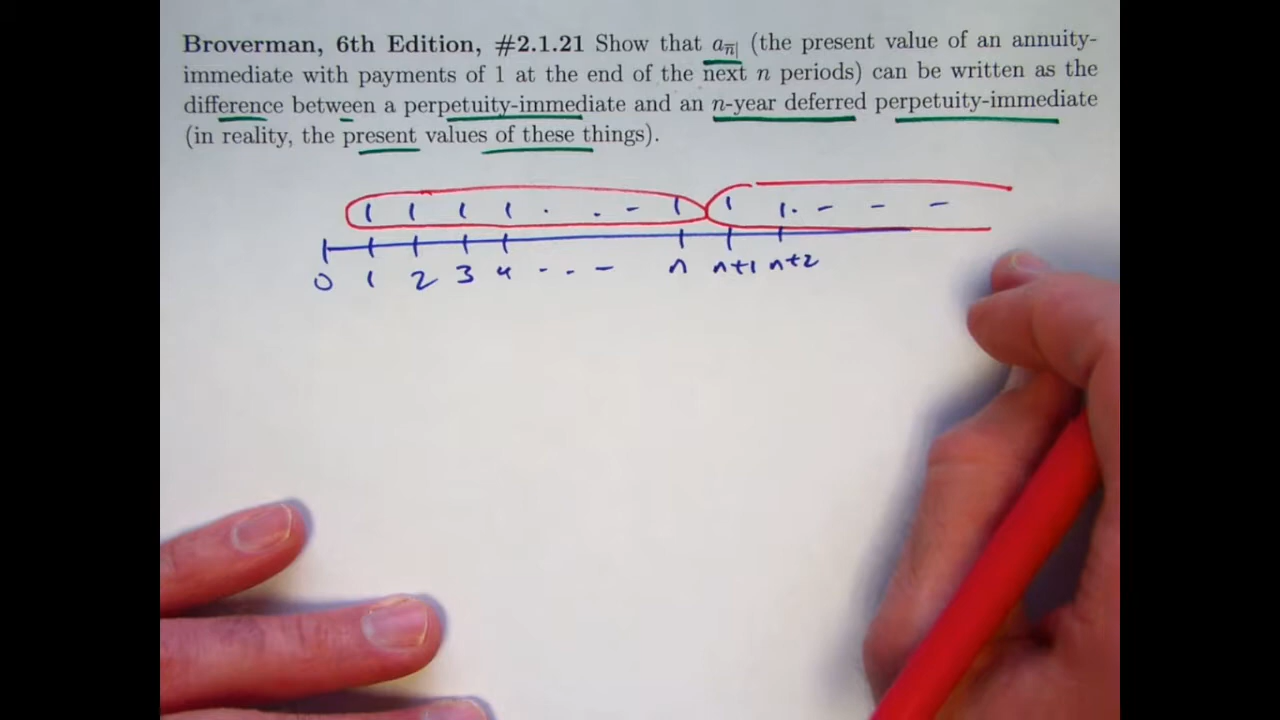 Broverman, 6th Edition, #2.1.21 Show that a_n̅| (the present value of an annuity-
immediate with payments of 1 at the end of the next n periods) can be written as the
difference between a perpetuity-immediate and an n-year deferred perpetuity-immediate
(in reality, the present values of these things).
1 1 1 1 . . - 1 1 1 . - - -
0 1 2 3 4 - - - n n+1 n+2